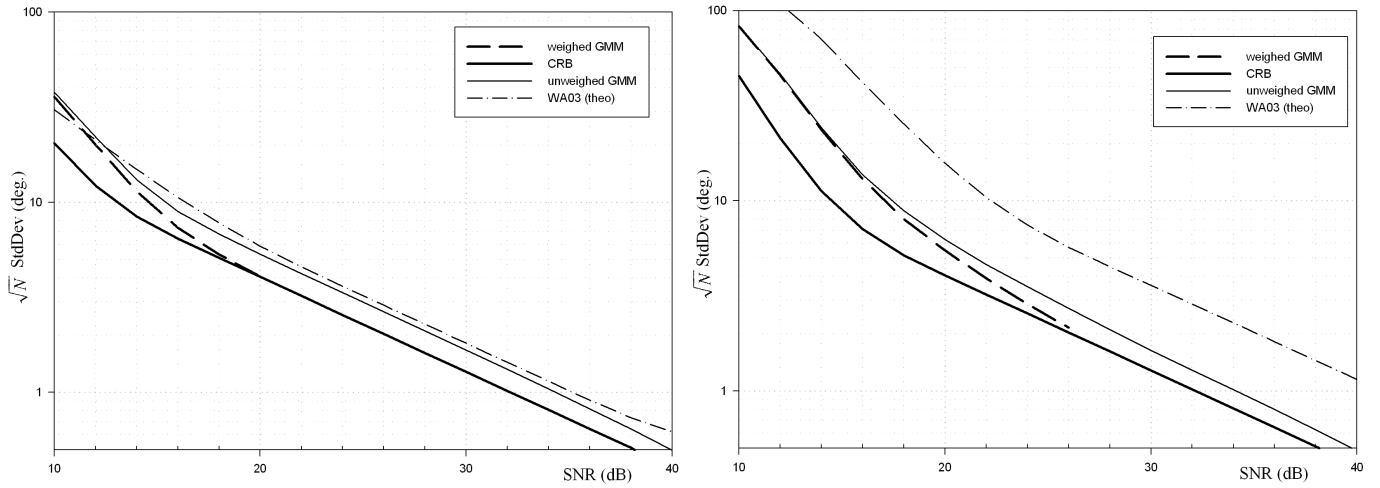 100
10
1
√N StdDev (deg.)
weighed GMM
CRB
unweighed GMM
WA03 (theo)
10
20
30
40
SNR (dB)
100
10
1
√N StdDev (deg.)
weighed GMM
CRB
unweighed GMM
WA03 (theo)
10
20
30
40
SNR (dB)